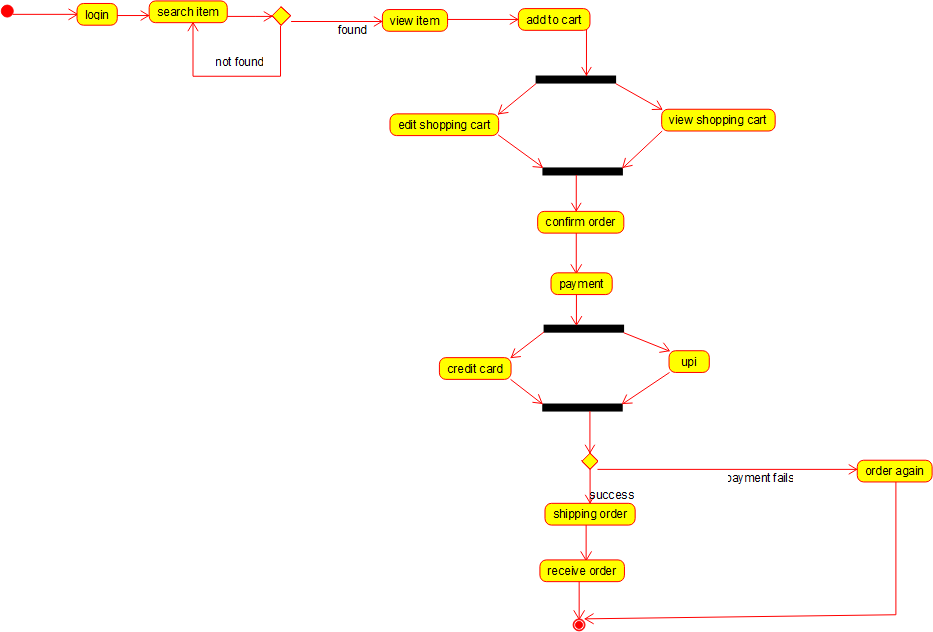 login
search item
found
view item
add to cart
not found
edit shopping cart
view shopping cart
confirm order
payment
credit card
upi
payment fails
order again
success
shipping order
receive order